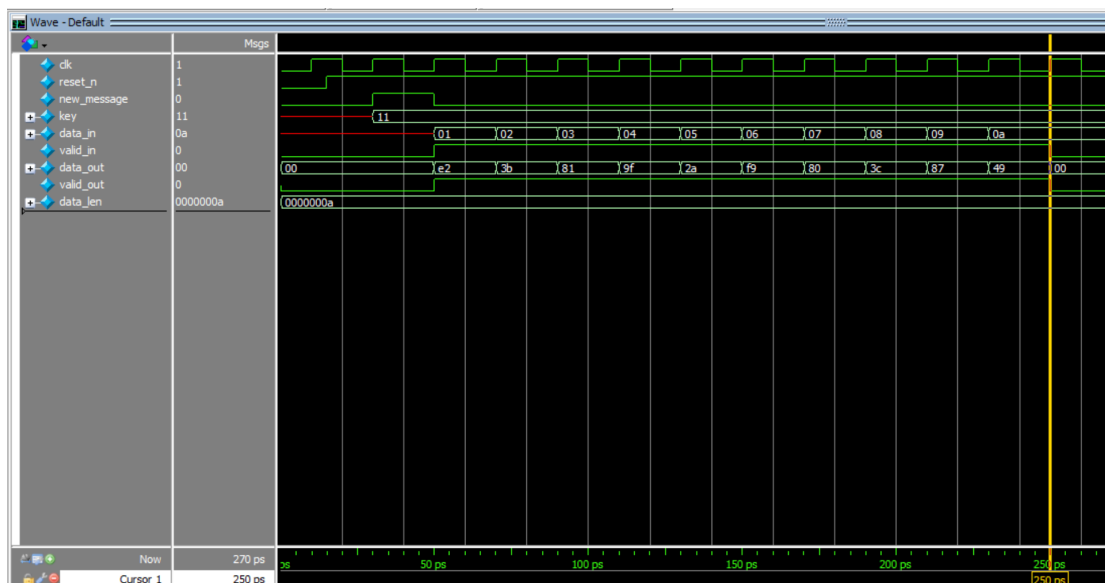 Wave - Default
Msgs
clk 1
reset_n 1
new_message 0
key 11 11
data_in 0a 01 02 03 04 05 06 07 08 09 0a
valid_in 0
data_out 00 00 e2 3b 81 9f 2a f9 80 3c 87 49 00
valid_out 0
data_len 0000000a 0000000a
Now 270 ps ps 50 ps 100 ps 150 ps 200 ps 250 ps
Cursor 1 250 ps 250 ps